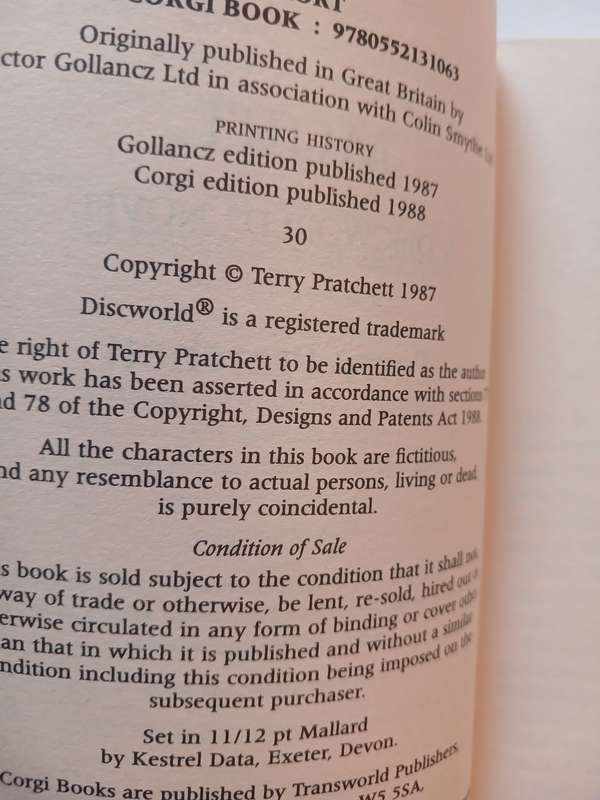 CORGI BOOK : 9780552131063
Originally published in Great Britain by
ctor Gollancz Ltd in association with Colin Smythe Ltd
PRINTING HISTORY
Gollancz edition published 1987
Corgi edition published 1988
30
Copyright © Terry Pratchett 1987
Discworld® is a registered trademark
e right of Terry Pratchett to be identified as the author
s work has been asserted in accordance with sections 77
nd 78 of the Copyright, Designs and Patents Act 1988.
All the characters in this book are fictitious,
nd any resemblance to actual persons, living or dead,
is purely coincidental.
Condition of Sale
s book is sold subject to the condition that it shall not,
way of trade or otherwise, be lent, re-sold, hired out
erwise circulated in any form of binding or cover other
an that in which it is published and without a similar
ndition including this condition being imposed on the
subsequent purchaser.
Set in 11/12 pt Mallard
by Kestrel Data, Exeter, Devon.
Corgi Books are published by Transworld Publishers,
W5 5SA,